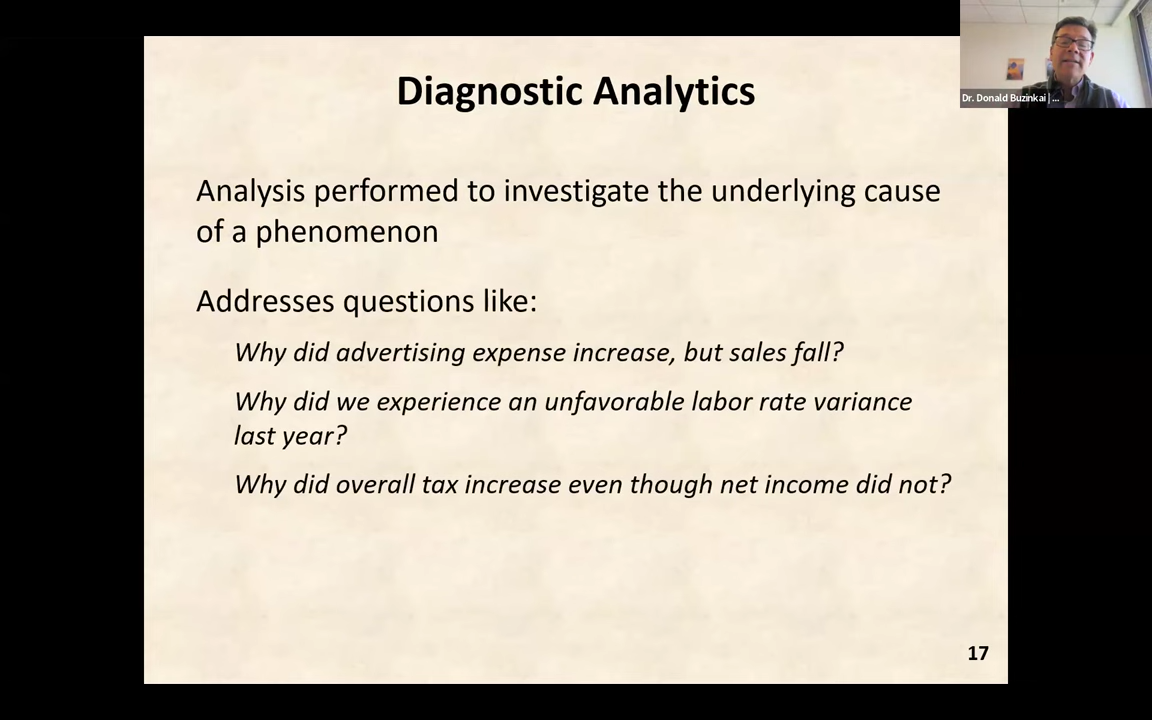 Diagnostic Analytics
Dr. Donald Buzinkai | ...
Analysis performed to investigate the underlying cause
of a phenomenon
Addresses questions like:
Why did advertising expense increase, but sales fall?
Why did we experience an unfavorable labor rate variance
last year?
Why did overall tax increase even though net income did not?
17